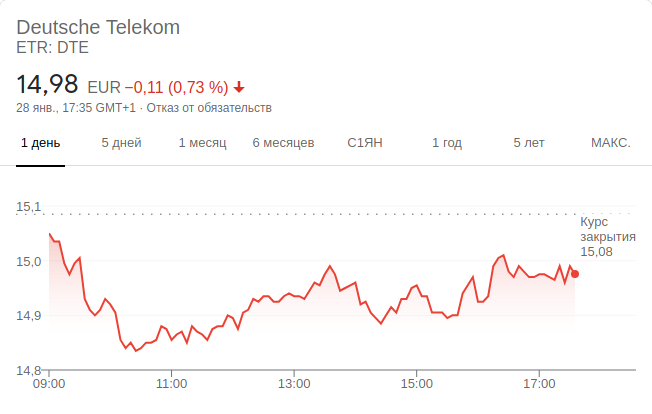 Deutsche Telekom
ETR: DTE
14,98 EUR −0,11 (0,73 %)
28 янв., 17:35 GMT+1 · Отказ от обязательств
1 день 5 дней 1 месяц 6 месяцев С1ЯН 1 год 5 лет МАКС.
15,1
Курс
закрытия
15,08
15,0
14,9
14,8
09:00 11:00 13:00 15:00 17:00